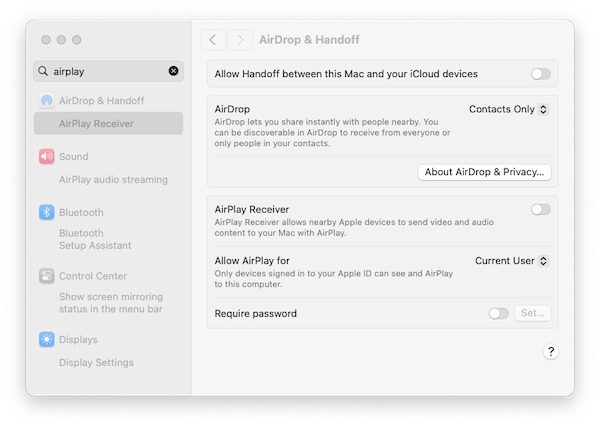 AirDrop & Handoff
airplay
Allow Handoff between this Mac and your iCloud devices
AirDrop & Handoff
AirPlay Receiver
AirDrop
Contacts Only
AirDrop lets you share instantly with people nearby. You
can be discoverable in AirDrop to receive from everyone or
only people in your contacts.
Sound
AirPlay audio streaming
About AirDrop & Privacy...
Bluetooth
Bluetooth
Setup Assistant
AirPlay Receiver
AirPlay Receiver allows nearby Apple devices to send video and audio
content to your Mac with AirPlay.
Control Center
Show screen mirroring
status in the menu bar
Allow AirPlay for
Current User
Only devices signed in to your Apple ID can see and AirPlay
to this computer.
Require password
Set...
Displays
Display Settings
?